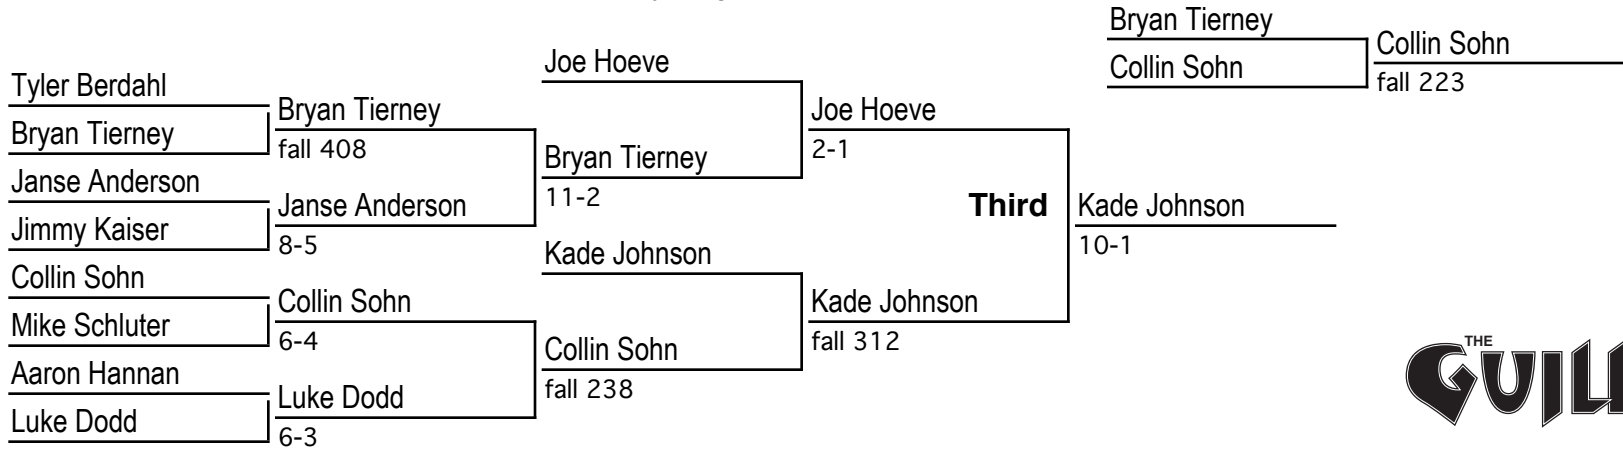 Bryan Tierney
Collin Sohn
Collin Sohn
fall 223
Tyler Berdahl
Bryan Tierney
Janse Anderson
Jimmy Kaiser
Collin Sohn
Mike Schluter
Aaron Hannan
Luke Dodd
Bryan Tierney
fall 408
Janse Anderson
8-5
Collin Sohn
6-4
Luke Dodd
6-3
Joe Hoeve
Bryan Tierney
11-2
Kade Johnson
Collin Sohn
fall 238
Joe Hoeve
2-1
Kade Johnson
fall 312
Third
Kade Johnson
10-1
THE